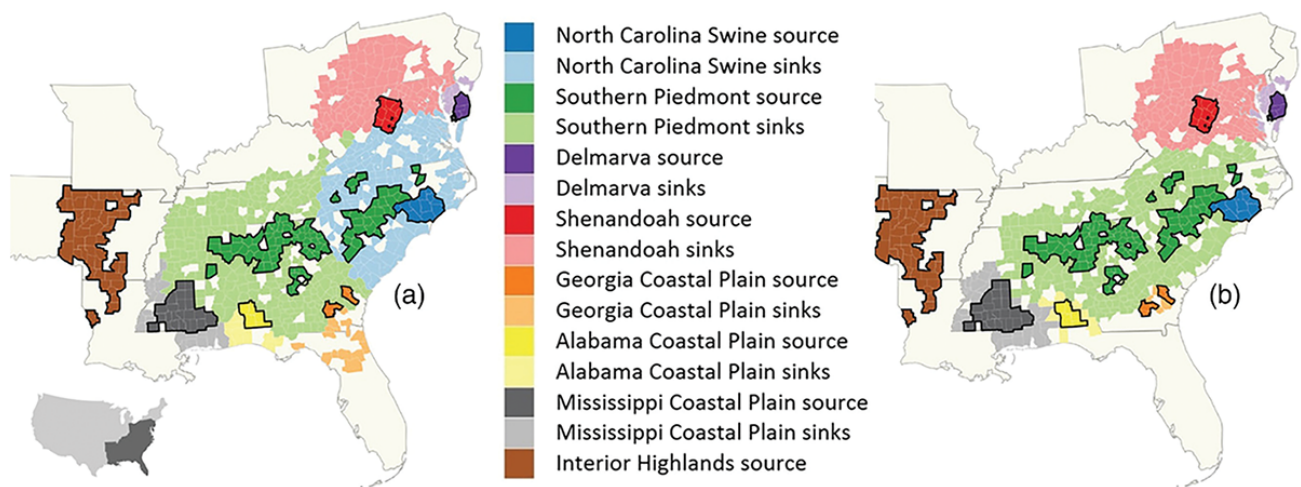 North Carolina Swine source
North Carolina Swine sinks
Southern Piedmont source
Southern Piedmont sinks
Delmarva source
Delmarva sinks
Shenandoah source
Shenandoah sinks
Georgia Coastal Plain source
Georgia Coastal Plain sinks
Alabama Coastal Plain source
Alabama Coastal Plain sinks
Mississippi Coastal Plain source
Mississippi Coastal Plain sinks
Interior Highlands source
(a)
(b)